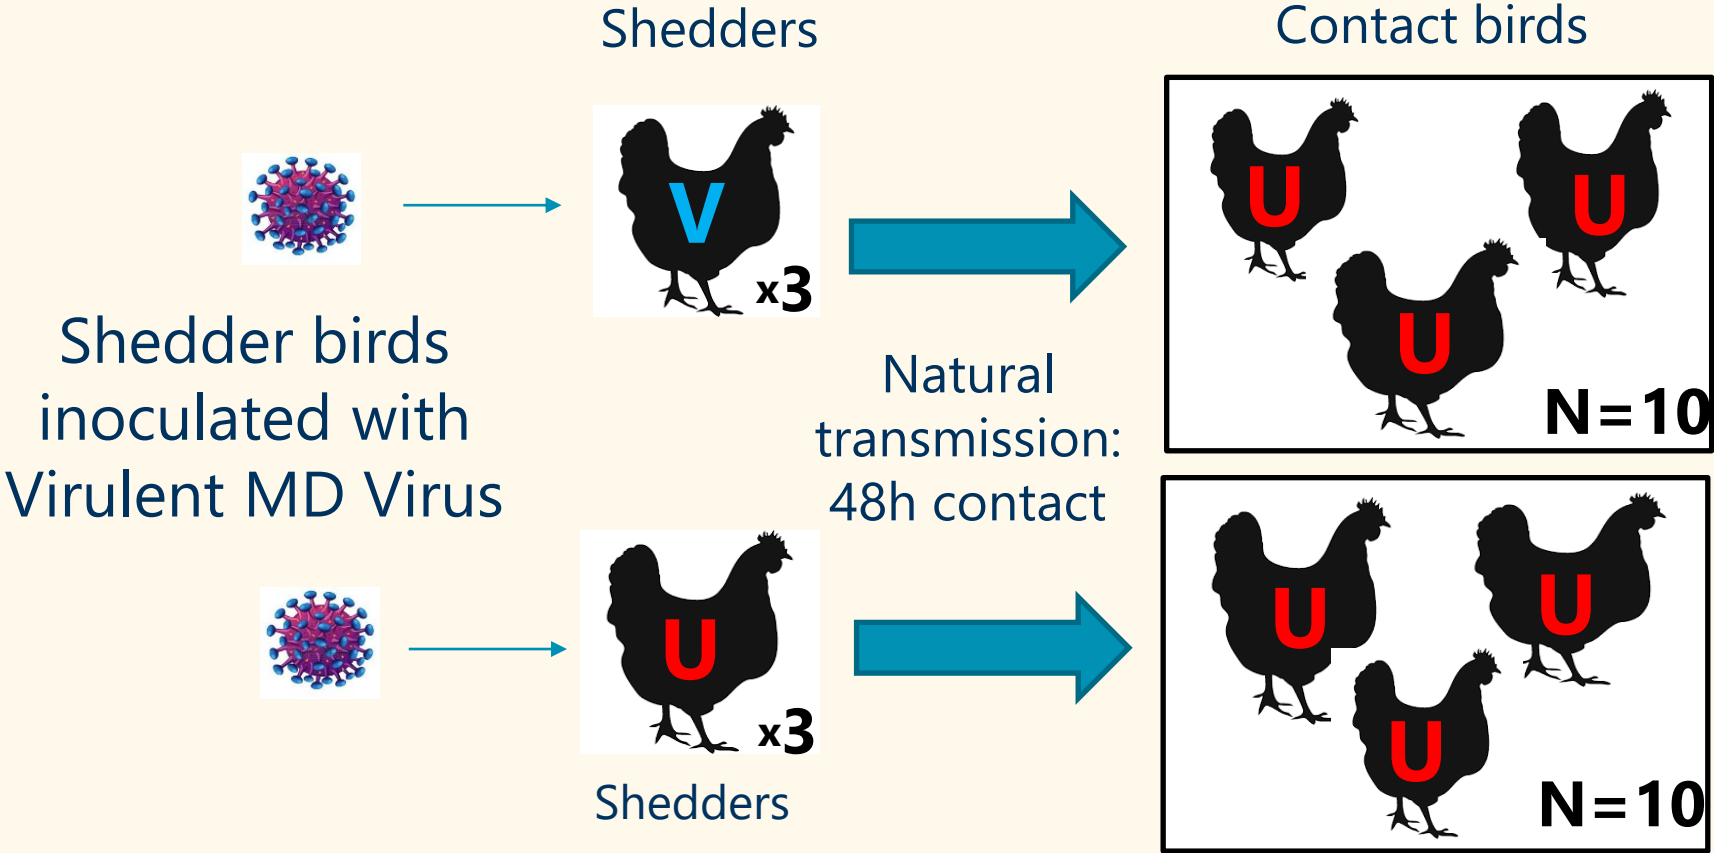 Shedders
Contact birds
V
x3
U
U
U
N=10
Shedder birds
inoculated with
Virulent MD Virus
Natural
transmission:
48h contact
U
x3
Shedders
U
U
U
N=10